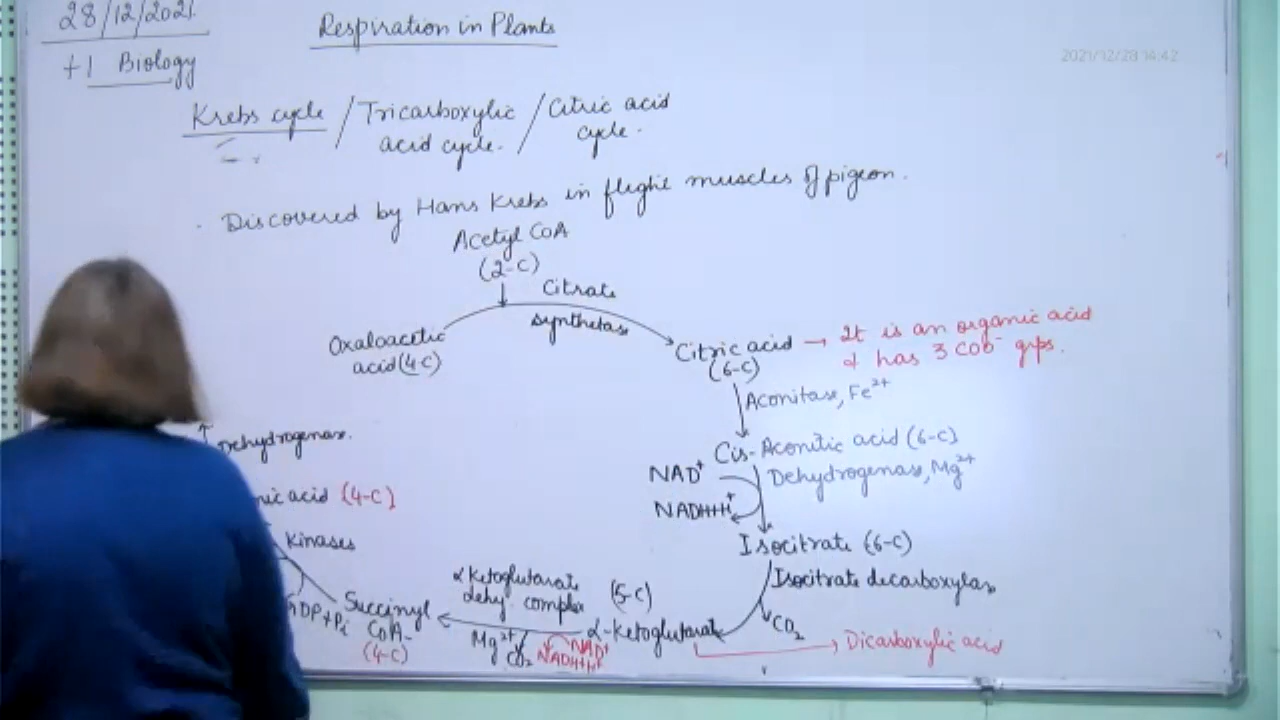 28/12/2021.
Respiration in Plants
2021/12/28 14:42
+1 Biology
Krebs cycle / Tricarboxylic acid cycle. / Citric acid cycle.
. Discovered by Hans Krebs in flight muscles of pigeon.
Acetyl CoA
(2-C)
Citrate
Synthetase
Oxaloacetic
acid (4-C)
Citric acid → It is an organic acid
(6-C)
& has 3 COO⁻ gps.
Aconitase, Fe²⁺
Cis-Aconitic acid (6-C)
NAD⁺
Dehydrogenase, Mg²⁺
NADH+H⁺
Isocitrate (6-C)
Isocitrate decarboxylase
CO₂
α-Ketoglutarate
(5-C)
→ Dicarboxylic acid
α Ketoglutarate
dehy. complex
Mg²⁺
CO₂
NAD⁺
NADH+H⁺
Succinyl
CoA-
(4-C)
GDP+Pi
Kinases
nic acid (4-C)
Dehydrogenase.